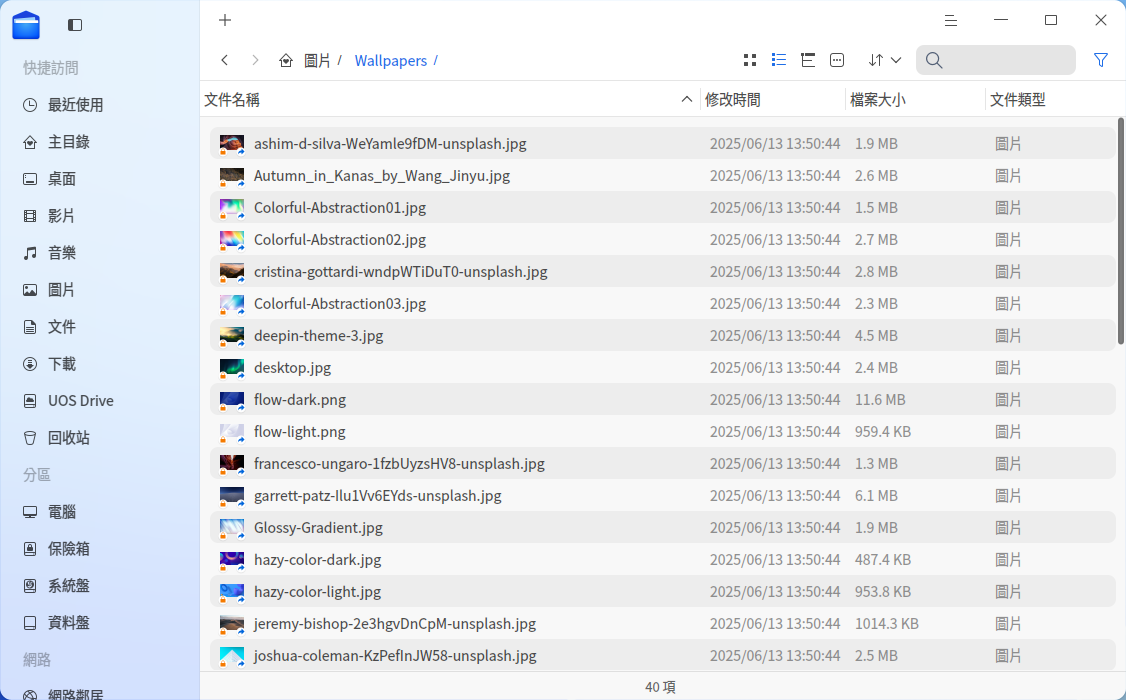 快捷訪問
最近使用
主目錄
桌面
影片
音樂
圖片
文件
下載
UOS Drive
回收站
分區
電腦
保險箱
系統盤
資料盤
網路
網路鄰居
圖片 / Wallpapers /
文件名稱 修改時間 檔案大小 文件類型
ashim-d-silva-WeYamle9fDM-unsplash.jpg 2025/06/13 13:50:44 1.9 MB 圖片
Autumn_in_Kanas_by_Wang_Jinyu.jpg 2025/06/13 13:50:44 2.6 MB 圖片
Colorful-Abstraction01.jpg 2025/06/13 13:50:44 1.5 MB 圖片
Colorful-Abstraction02.jpg 2025/06/13 13:50:44 2.7 MB 圖片
cristina-gottardi-wndpWTiDuT0-unsplash.jpg 2025/06/13 13:50:44 2.8 MB 圖片
Colorful-Abstraction03.jpg 2025/06/13 13:50:44 2.3 MB 圖片
deepin-theme-3.jpg 2025/06/13 13:50:44 4.5 MB 圖片
desktop.jpg 2025/06/13 13:50:44 2.4 MB 圖片
flow-dark.png 2025/06/13 13:50:44 11.6 MB 圖片
flow-light.png 2025/06/13 13:50:44 959.4 KB 圖片
francesco-ungaro-1fzbUyzsHV8-unsplash.jpg 2025/06/13 13:50:44 1.3 MB 圖片
garrett-patz-Ilu1Vv6EYds-unsplash.jpg 2025/06/13 13:50:44 6.1 MB 圖片
Glossy-Gradient.jpg 2025/06/13 13:50:44 1.9 MB 圖片
hazy-color-dark.jpg 2025/06/13 13:50:44 487.4 KB 圖片
hazy-color-light.jpg 2025/06/13 13:50:44 953.8 KB 圖片
jeremy-bishop-2e3hgvDnCpM-unsplash.jpg 2025/06/13 13:50:44 1014.3 KB 圖片
joshua-coleman-KzPefInJW58-unsplash.jpg 2025/06/13 13:50:44 2.5 MB 圖片
40 項